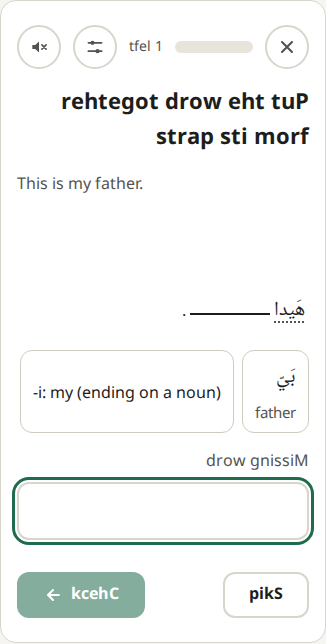 tfel 1
rehtegot drow eht tuP
strap sti morf
This is my father.
هَيدا ـــــــــ .
بَيّ
father
-i: my (ending on a noun)
drow gnissiM
← kcehC
pikS